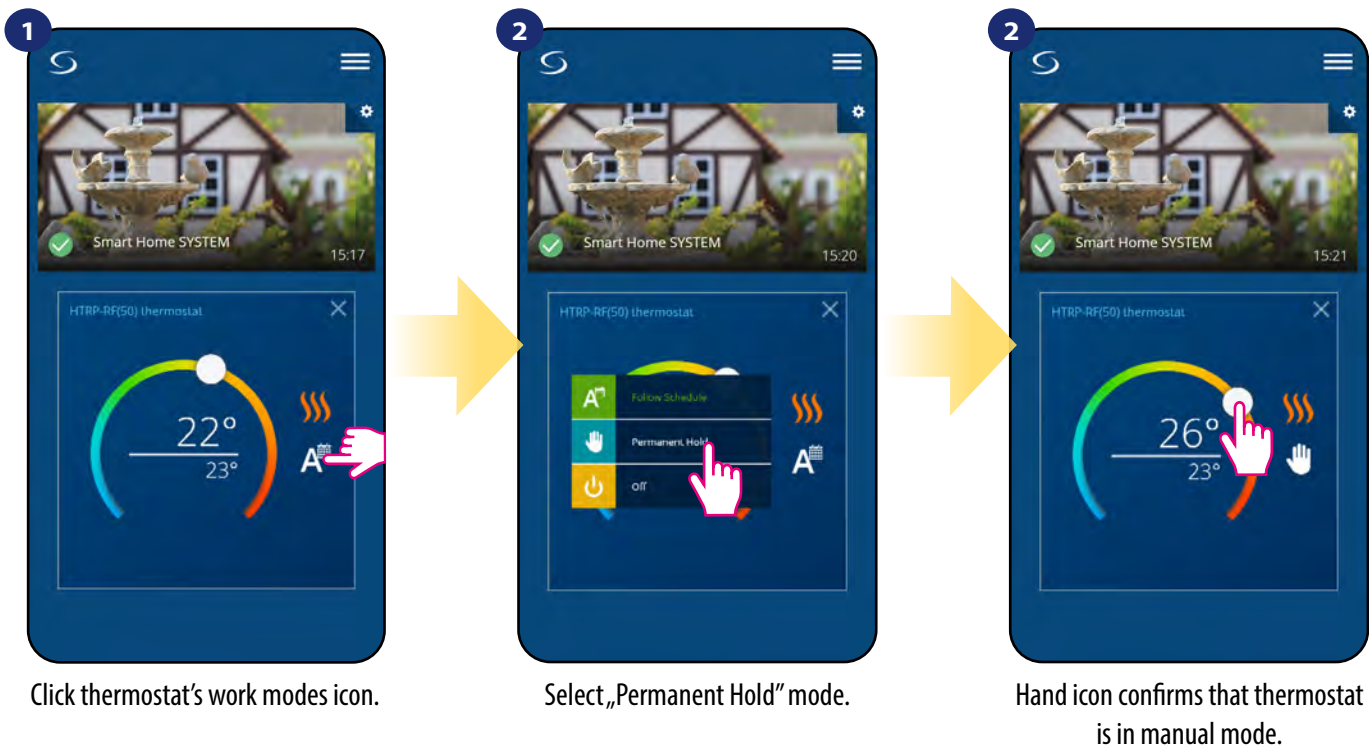 1
Smart Home SYSTEM
15:17
HTRP-RF(50) thermostat
22°
23°
A
Click thermostat's work modes icon.
2
Smart Home SYSTEM
15:20
HTRP-RF(50) thermostat
A Follow Schedule
Permanent Hold
Off
A
Select „Permanent Hold" mode.
2
Smart Home SYSTEM
15:21
HTRP-RF(50) thermostat
26°
23°
Hand icon confirms that thermostat
is in manual mode.